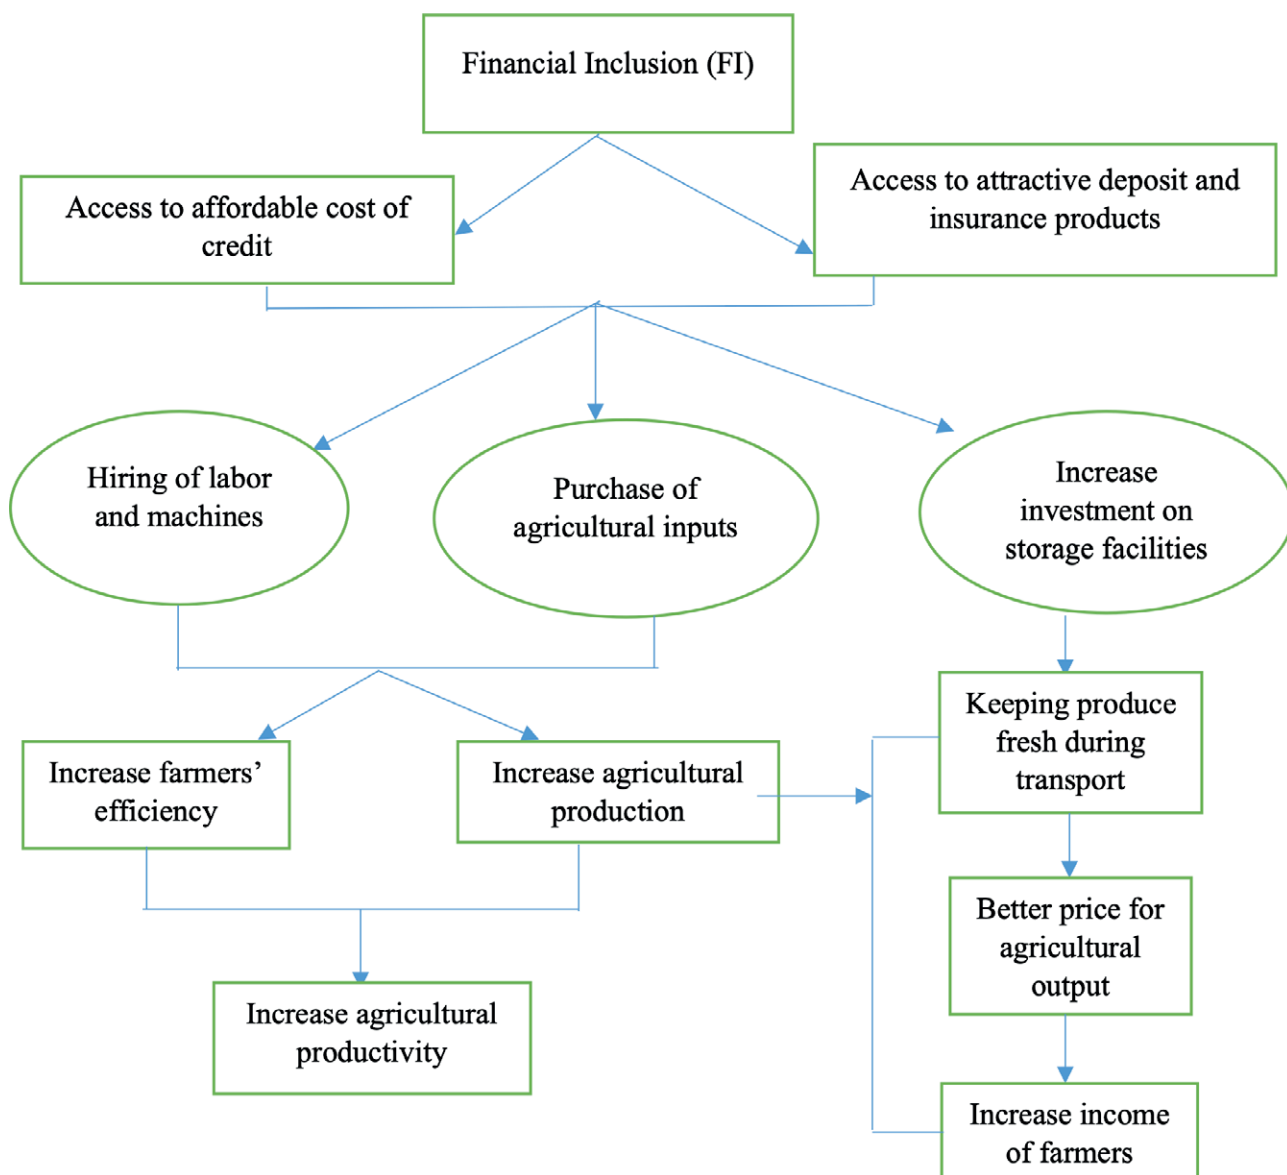 Financial Inclusion (FI)
Access to affordable cost of
credit
Access to attractive deposit and
insurance products
Hiring of labor
and machines
Purchase of
agricultural inputs
Increase
investment on
storage facilities
Increase farmers’
efficiency
Increase agricultural
production
Keeping produce
fresh during
transport
Better price for
agricultural
output
Increase agricultural
productivity
Increase income
of farmers